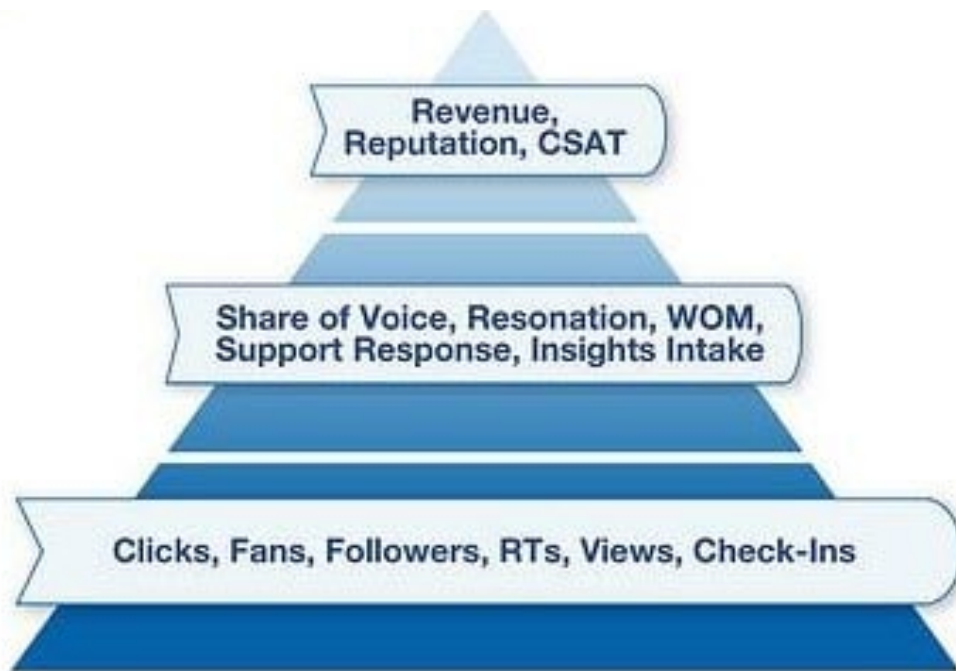 Revenue,
Reputation, CSAT
Share of Voice, Resonation, WOM,
Support Response, Insights Intake
Clicks, Fans, Followers, RTs, Views, Check-Ins